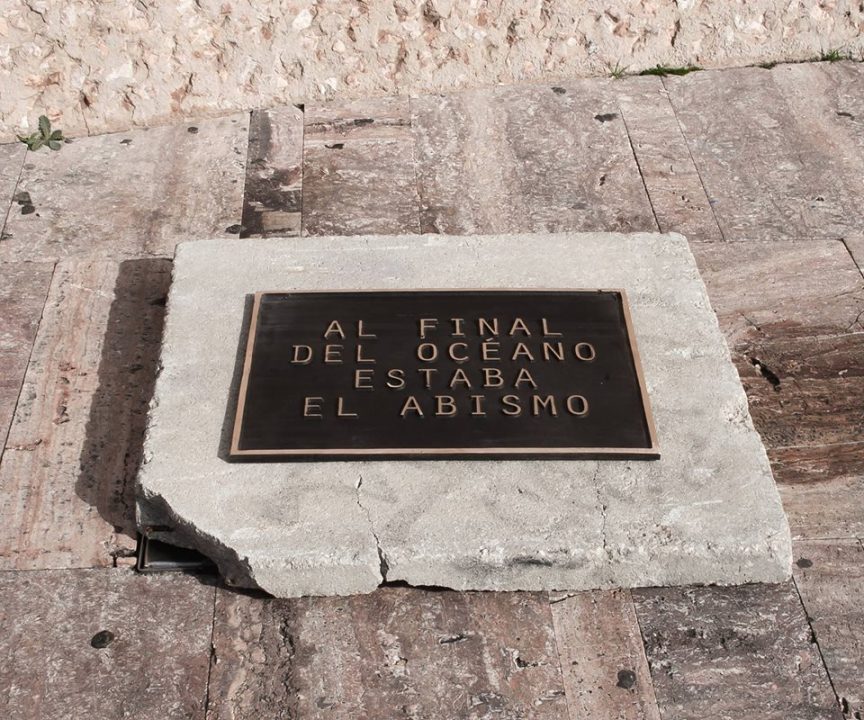 AL FINAL
DEL OCÉANO
ESTABA
EL ABISMO